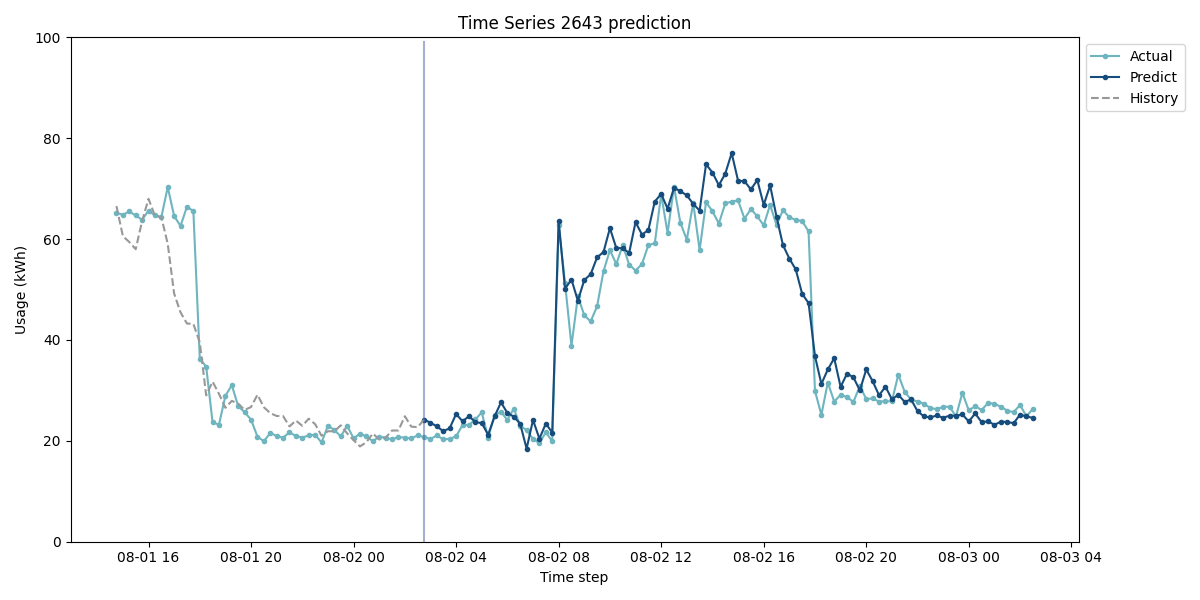 Time Series 2643 prediction
100
80
60
40
20
0
Usage (kWh)
08-01 16
08-01 20
08-02 00
08-02 04
08-02 08
08-02 12
08-02 16
08-02 20
08-03 00
08-03 04
Time step
Actual
Predict
History